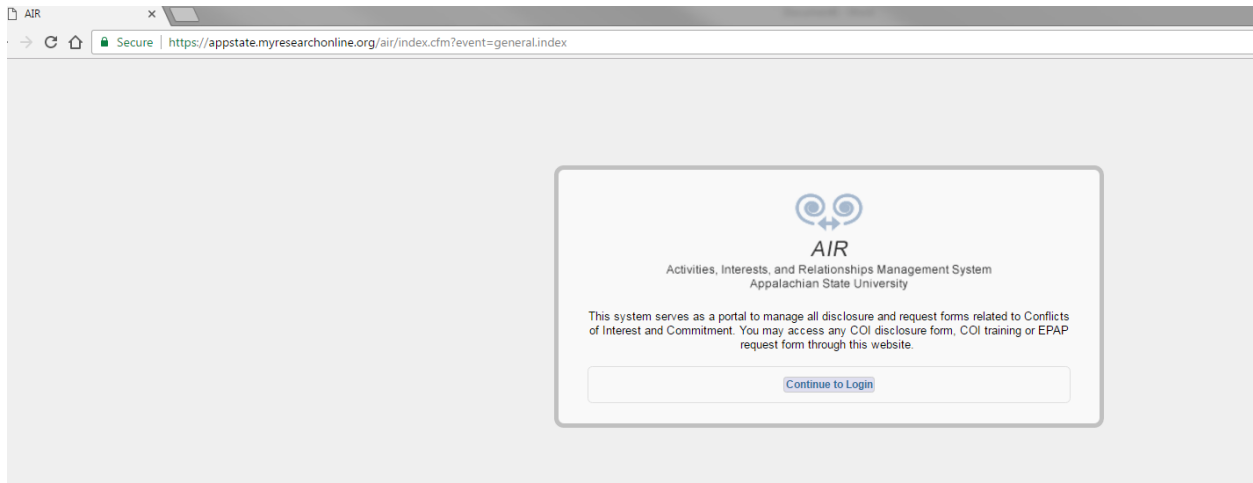 AIR
Secure | https://appstate.myresearchonline.org/air/index.cfm?event=general.index
AIR
Activities, Interests, and Relationships Management System
Appalachian State University
This system serves as a portal to manage all disclosure and request forms related to Conflicts
of Interest and Commitment. You may access any COI disclosure form, COI training or EPAP
request form through this website.
Continue to Login